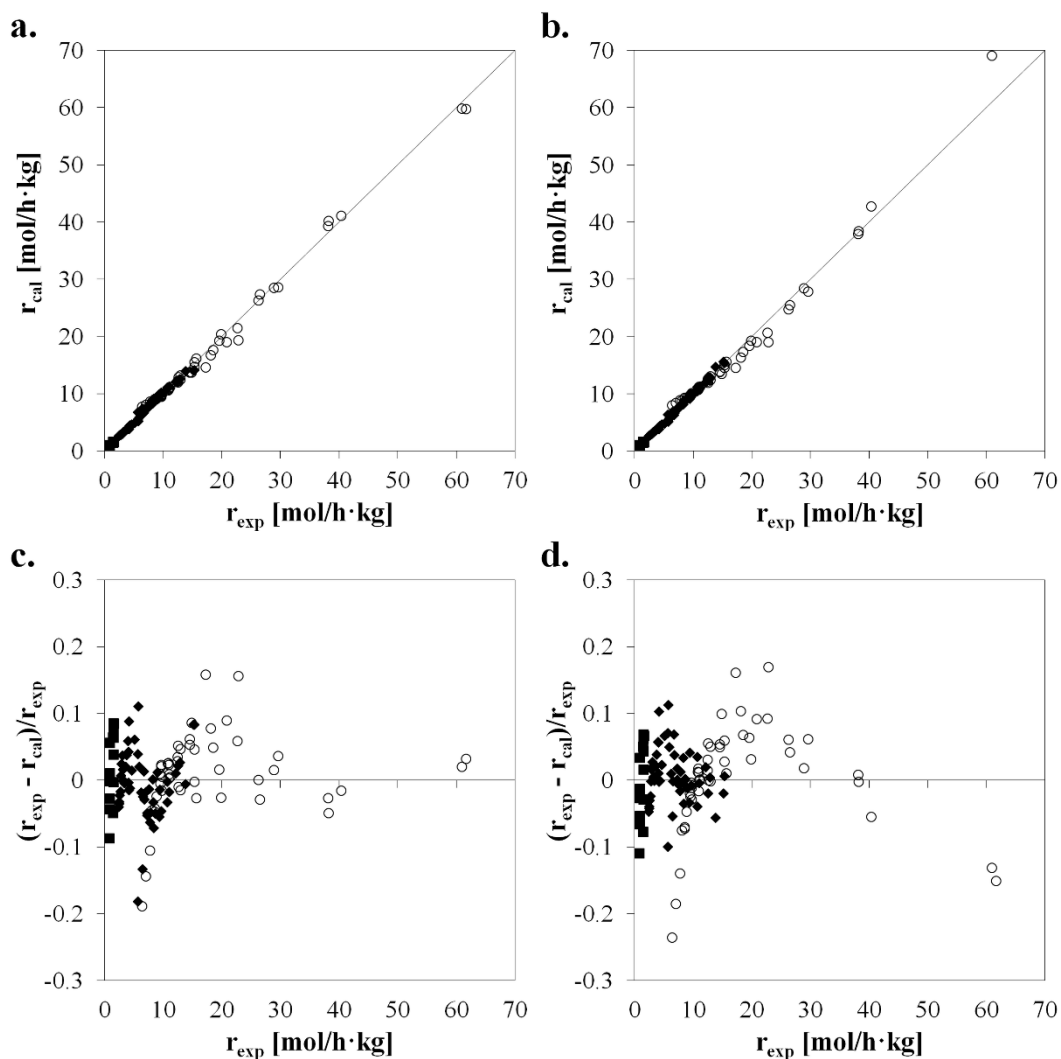 a.
70
60
50
40
30
20
10
0
r_cal [mol/h·kg]
0 10 20 30 40 50 60 70
r_exp [mol/h·kg]
b.
70
60
50
40
30
20
10
0
r_cal [mol/h·kg]
0 10 20 30 40 50 60 70
r_exp [mol/h·kg]
c.
0.3
0.2
0.1
0
-0.1
-0.2
-0.3
(r_exp - r_cal)/r_exp
0 10 20 30 40 50 60 70
r_exp [mol/h·kg]
d.
0.3
0.2
0.1
0
-0.1
-0.2
-0.3
(r_exp - r_cal)/r_exp
0 10 20 30 40 50 60 70
r_exp [mol/h·kg]